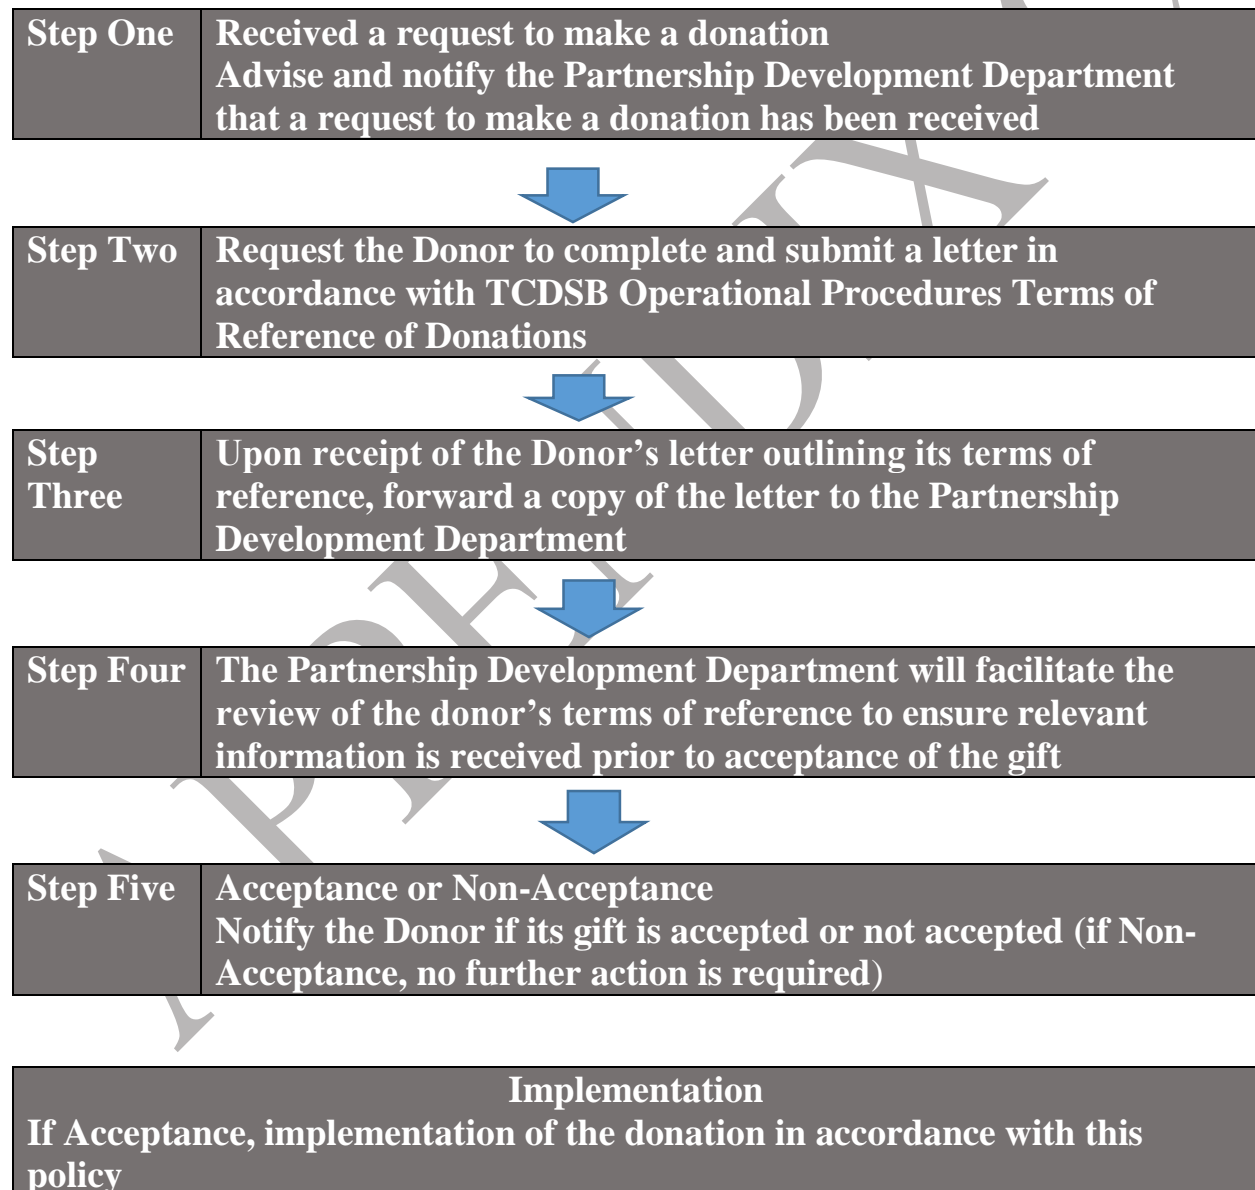 Step One Received a request to make a donation
Advise and notify the Partnership Development Department
that a request to make a donation has been received
Step Two Request the Donor to complete and submit a letter in
accordance with TCDSB Operational Procedures Terms of
Reference of Donations
Step Upon receipt of the Donor’s letter outlining its terms of
Three reference, forward a copy of the letter to the Partnership
Development Department
Step Four The Partnership Development Department will facilitate the
review of the donor’s terms of reference to ensure relevant
information is received prior to acceptance of the gift
Step Five Acceptance or Non-Acceptance
Notify the Donor if its gift is accepted or not accepted (if Non-
Acceptance, no further action is required)
Implementation
If Acceptance, implementation of the donation in accordance with this
policy